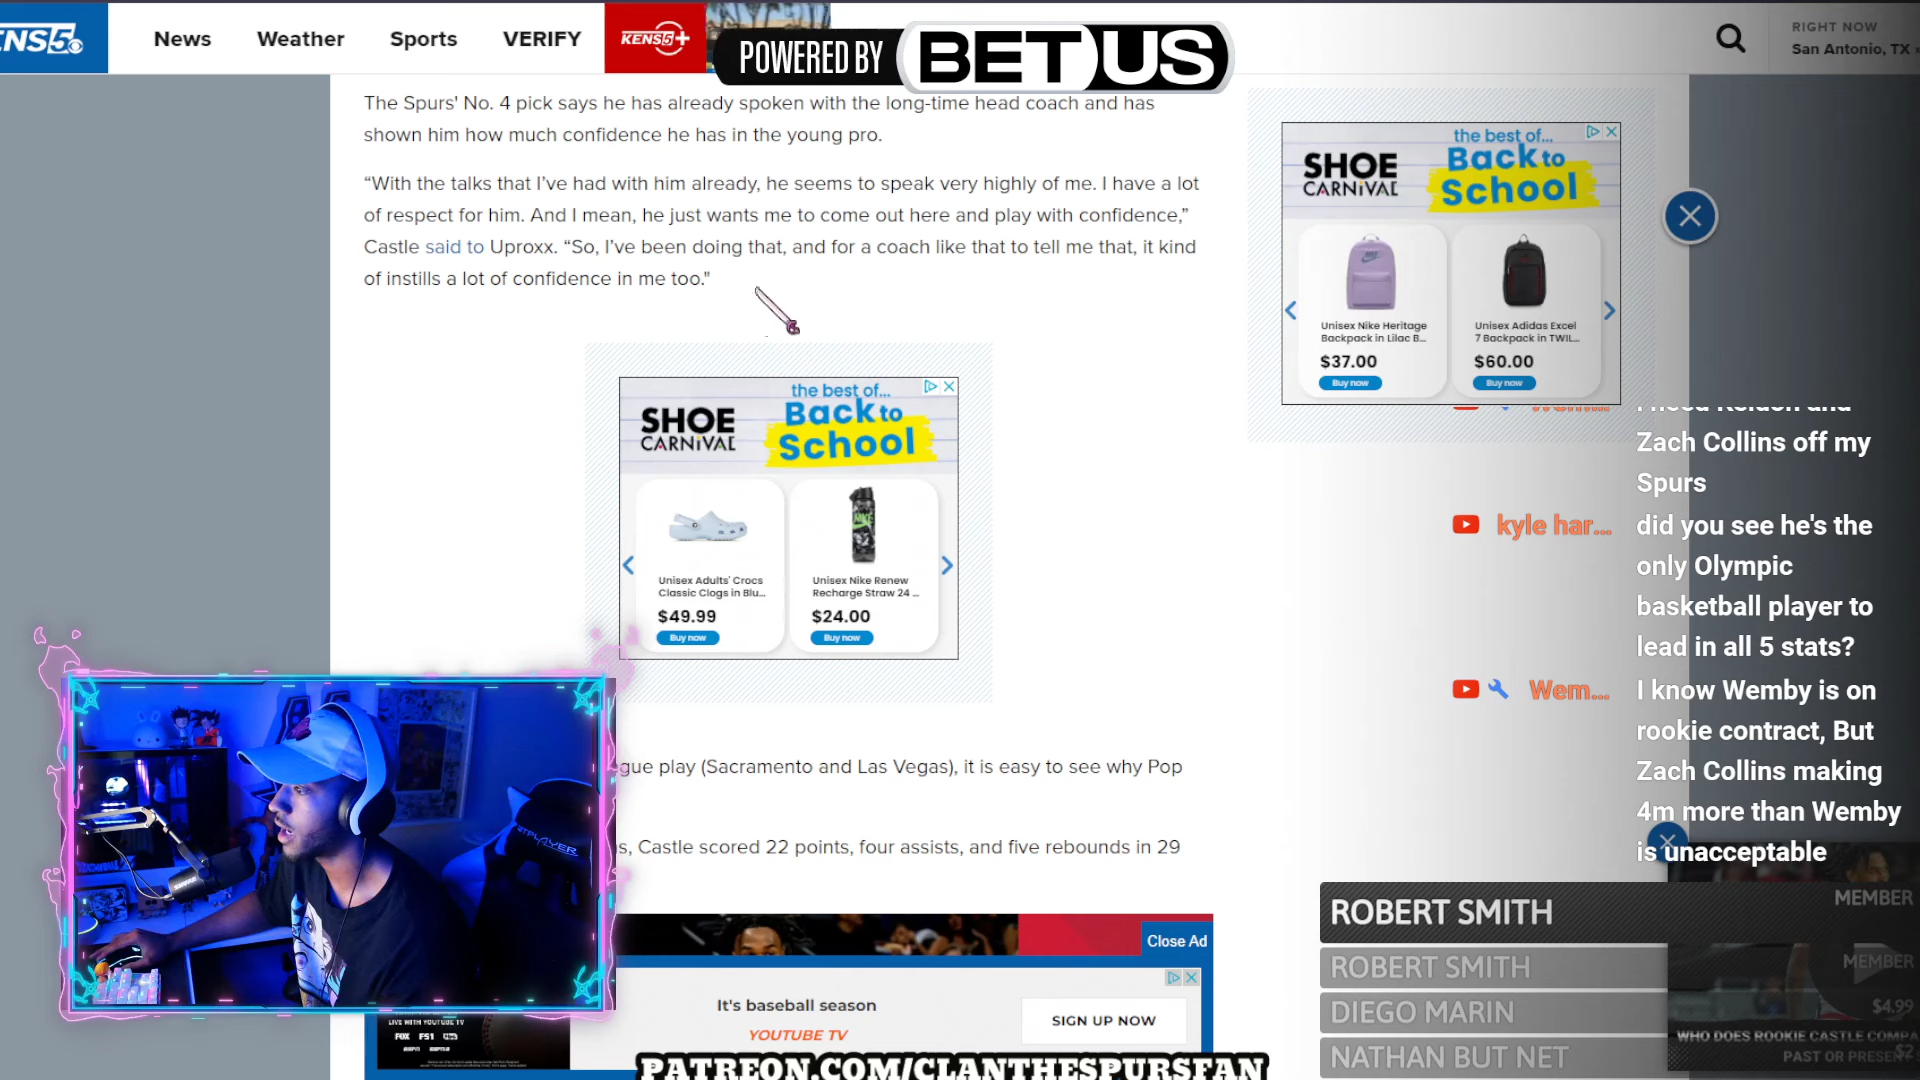 News
Weather
Sports
VERIFY
KENS5+
POWERED BY
BETUS
RIGHT NOW
San Antonio, TX
The Spurs' No. 4 pick says he has already spoken with the long-time head coach and has
shown him how much confidence he has in the young pro.
“With the talks that I've had with him already, he seems to speak very highly of me. I have a lot
of respect for him. And I mean, he just wants me to come out here and play with confidence,”
Castle said to Uproxx. “So, I've been doing that, and for a coach like that to tell me that, it kind
of instills a lot of confidence in me too."
the best of...
SHOE
CARNIVAL
Back to
School
Unisex Nike Heritage
Backpack in Lilac B...
$37.00
Buy now
Unisex Adidas Excel
7 Backpack in TWIL...
$60.00
Buy now
the best of...
SHOE
CARNIVAL
Back to
School
Unisex Adults' Crocs
Classic Clogs in Blu...
$49.99
Buy now
Unisex Nike Renew
Recharge Straw 24 ...
$24.00
Buy now
Zach Collins off my
Spurs
kyle har...
did you see he's the
only Olympic
basketball player to
lead in all 5 stats?
Wem...
I know Wemby is on
rookie contract, But
Zach Collins making
4m more than Wemby
is unacceptable
gue play (Sacramento and Las Vegas), it is easy to see why Pop
s, Castle scored 22 points, four assists, and five rebounds in 29
Close Ad
It's baseball season
YOUTUBE TV
SIGN UP NOW
LIVE WITH YOUTUBE TV
FOX FS1
PATREON.COM/CLANTHESPURSFAN
ROBERT SMITH
MEMBER
ROBERT SMITH
MEMBER
DIEGO MARIN
$4.99
NATHAN BUT NET
WHO DOES ROOKIE CASTLE COMPA
PAST OR PRESEN